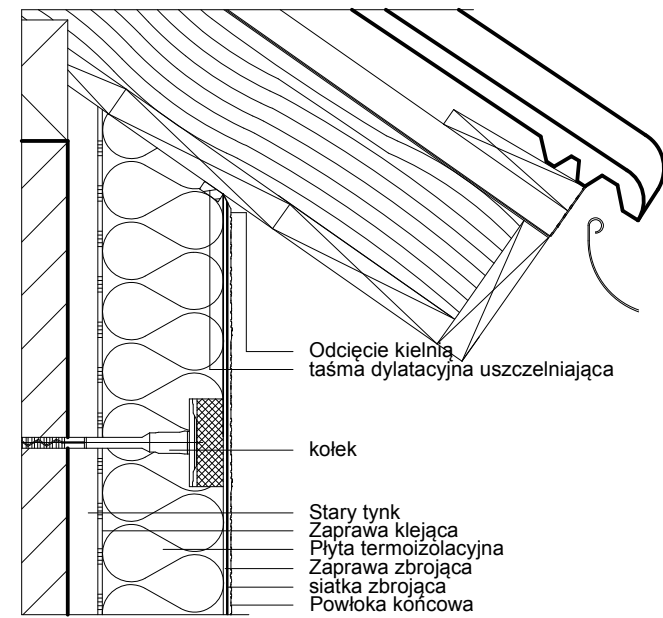 Odcięcie kielnią
taśma dylatacyjna uszczelniająca
kołek
Stary tynk
Zaprawa klejąca
Płyta termoizolacyjna
Zaprawa zbrojąca
siatka zbrojąca
Powłoka końcowa